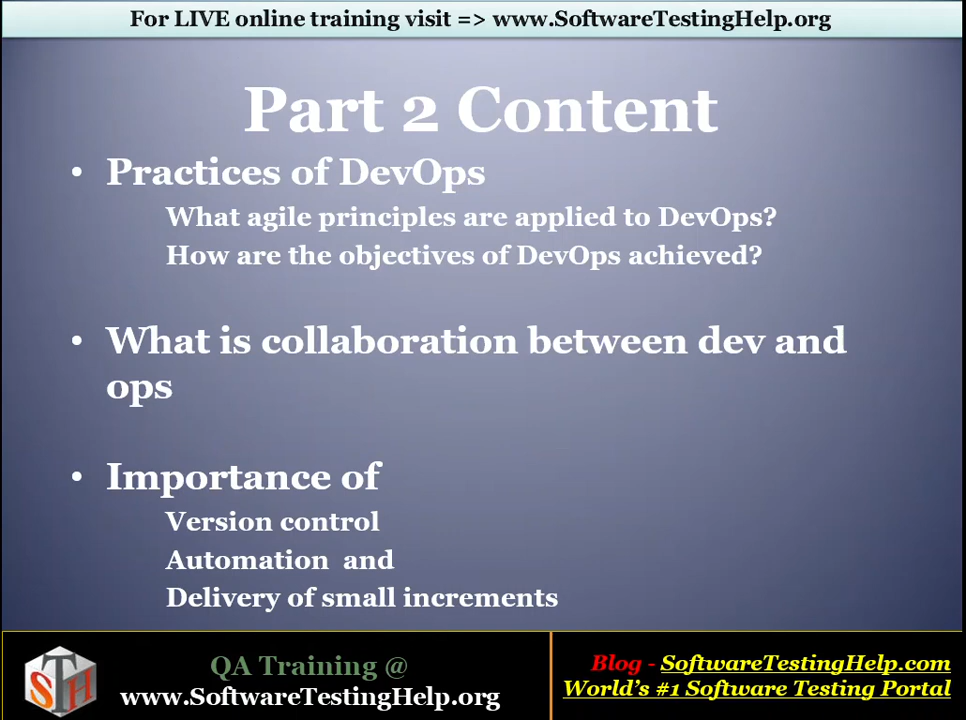 For LIVE online training visit => www.SoftwareTestingHelp.org
Part 2 Content
• Practices of DevOps
What agile principles are applied to DevOps?
How are the objectives of DevOps achieved?
• What is collaboration between dev and
ops
• Importance of
Version control
Automation and
Delivery of small increments
STH
QA Training @
www.SoftwareTestingHelp.org
Blog - SoftwareTestingHelp.com
World's #1 Software Testing Portal